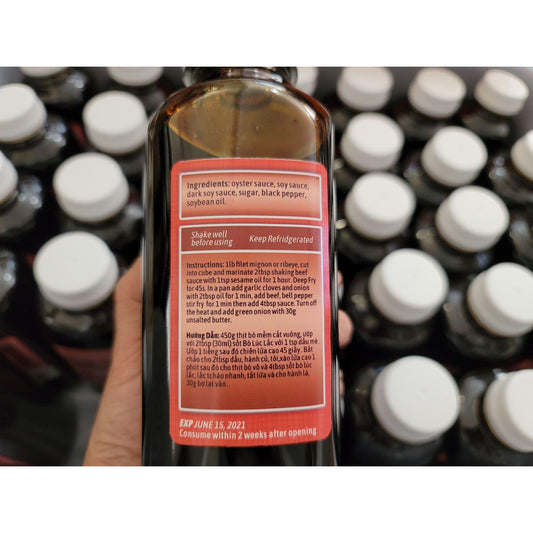 Ingredients: oyster sauce, soy sauce,
dark soy sauce, sugar, black pepper,
soybean oil.
Shake well
before using
Keep Refridgerated
Instructions: 1lb filet mignon or ribeye, cut
into cube and marinate 2tbsp shaking beef
sauce with 1tsp sesame oil for 1 hour. Deep Fry
for 45s. In a pan add garlic cloves and onion
with 2tbsp oil for 1 min, add beef, bell pepper
stir fry for 1 min then add 4tbsp sauce. Turn off
the heat and add green onion with 30g
unsalted butter.
Hướng Dẫn: 450g thịt bò mềm cắt vuông, ướp
với 2tbsp (30ml) sốt Bò Lúc Lắc với 1 tsp dầu mè.
Ướp 1 tiếng sau đó chiên lửa cao 45 giây. Bắt
chảo cho 2tbsp dầu, hành củ, tỏi,xào lửa cao 1
phút sau đó cho thịt bò vô và 4tbsp sốt bò lúc
lắc, lắc tchảo nhanh, tắt lửa và cho hành lá,
30g bơ lạt vào.
EXP JUNE 15, 2021
Consume within 2 weeks after opening